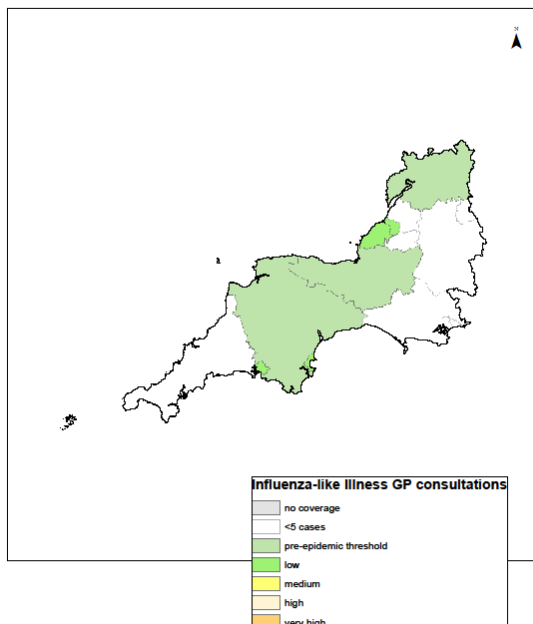 N
Influenza-like Illness GP consultations
no coverage
<5 cases
pre-epidemic threshold
low
medium
high
very high